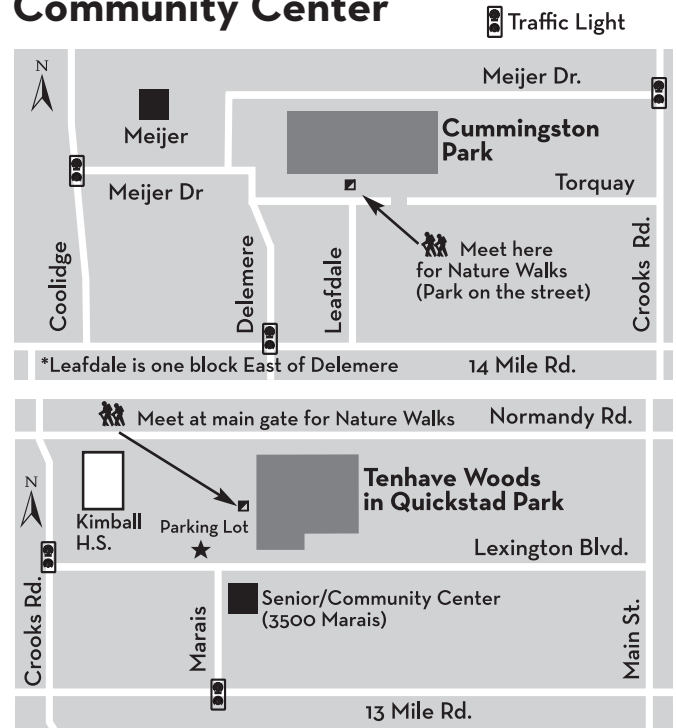 Community Center
Traffic Light
N
Meijer Dr.
Meijer
Cummingston
Park
Meijer Dr
Torquay
Coolidge
Delemere
Leafdale
Crooks Rd.
Meet here
for Nature Walks
(Park on the street)
*Leafdale is one block East of Delemere
14 Mile Rd.
Meet at main gate for Nature Walks
Normandy Rd.
N
Kimball
H.S.
Parking Lot
Tenhave Woods
in Quickstad Park
Lexington Blvd.
Crooks Rd.
Marais
Senior/Community Center
(3500 Marais)
Main St.
13 Mile Rd.